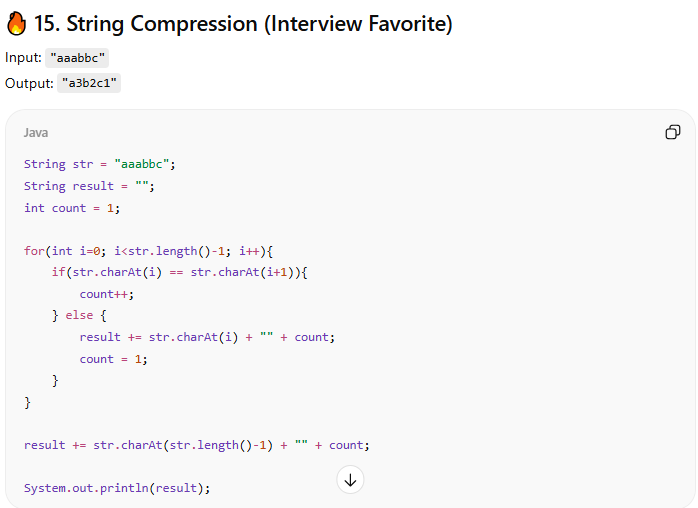 🔥 15. String Compression (Interview Favorite)
Input: "aaabbc"
Output: "a3b2c1"
Java
String str = "aaabbc";
String result = "";
int count = 1;
for(int i=0; i<str.length()-1; i++){
    if(str.charAt(i) == str.charAt(i+1)){
        count++;
    } else {
        result += str.charAt(i) + "" + count;
        count = 1;
    }
}
result += str.charAt(str.length()-1) + "" + count;
System.out.println(result);